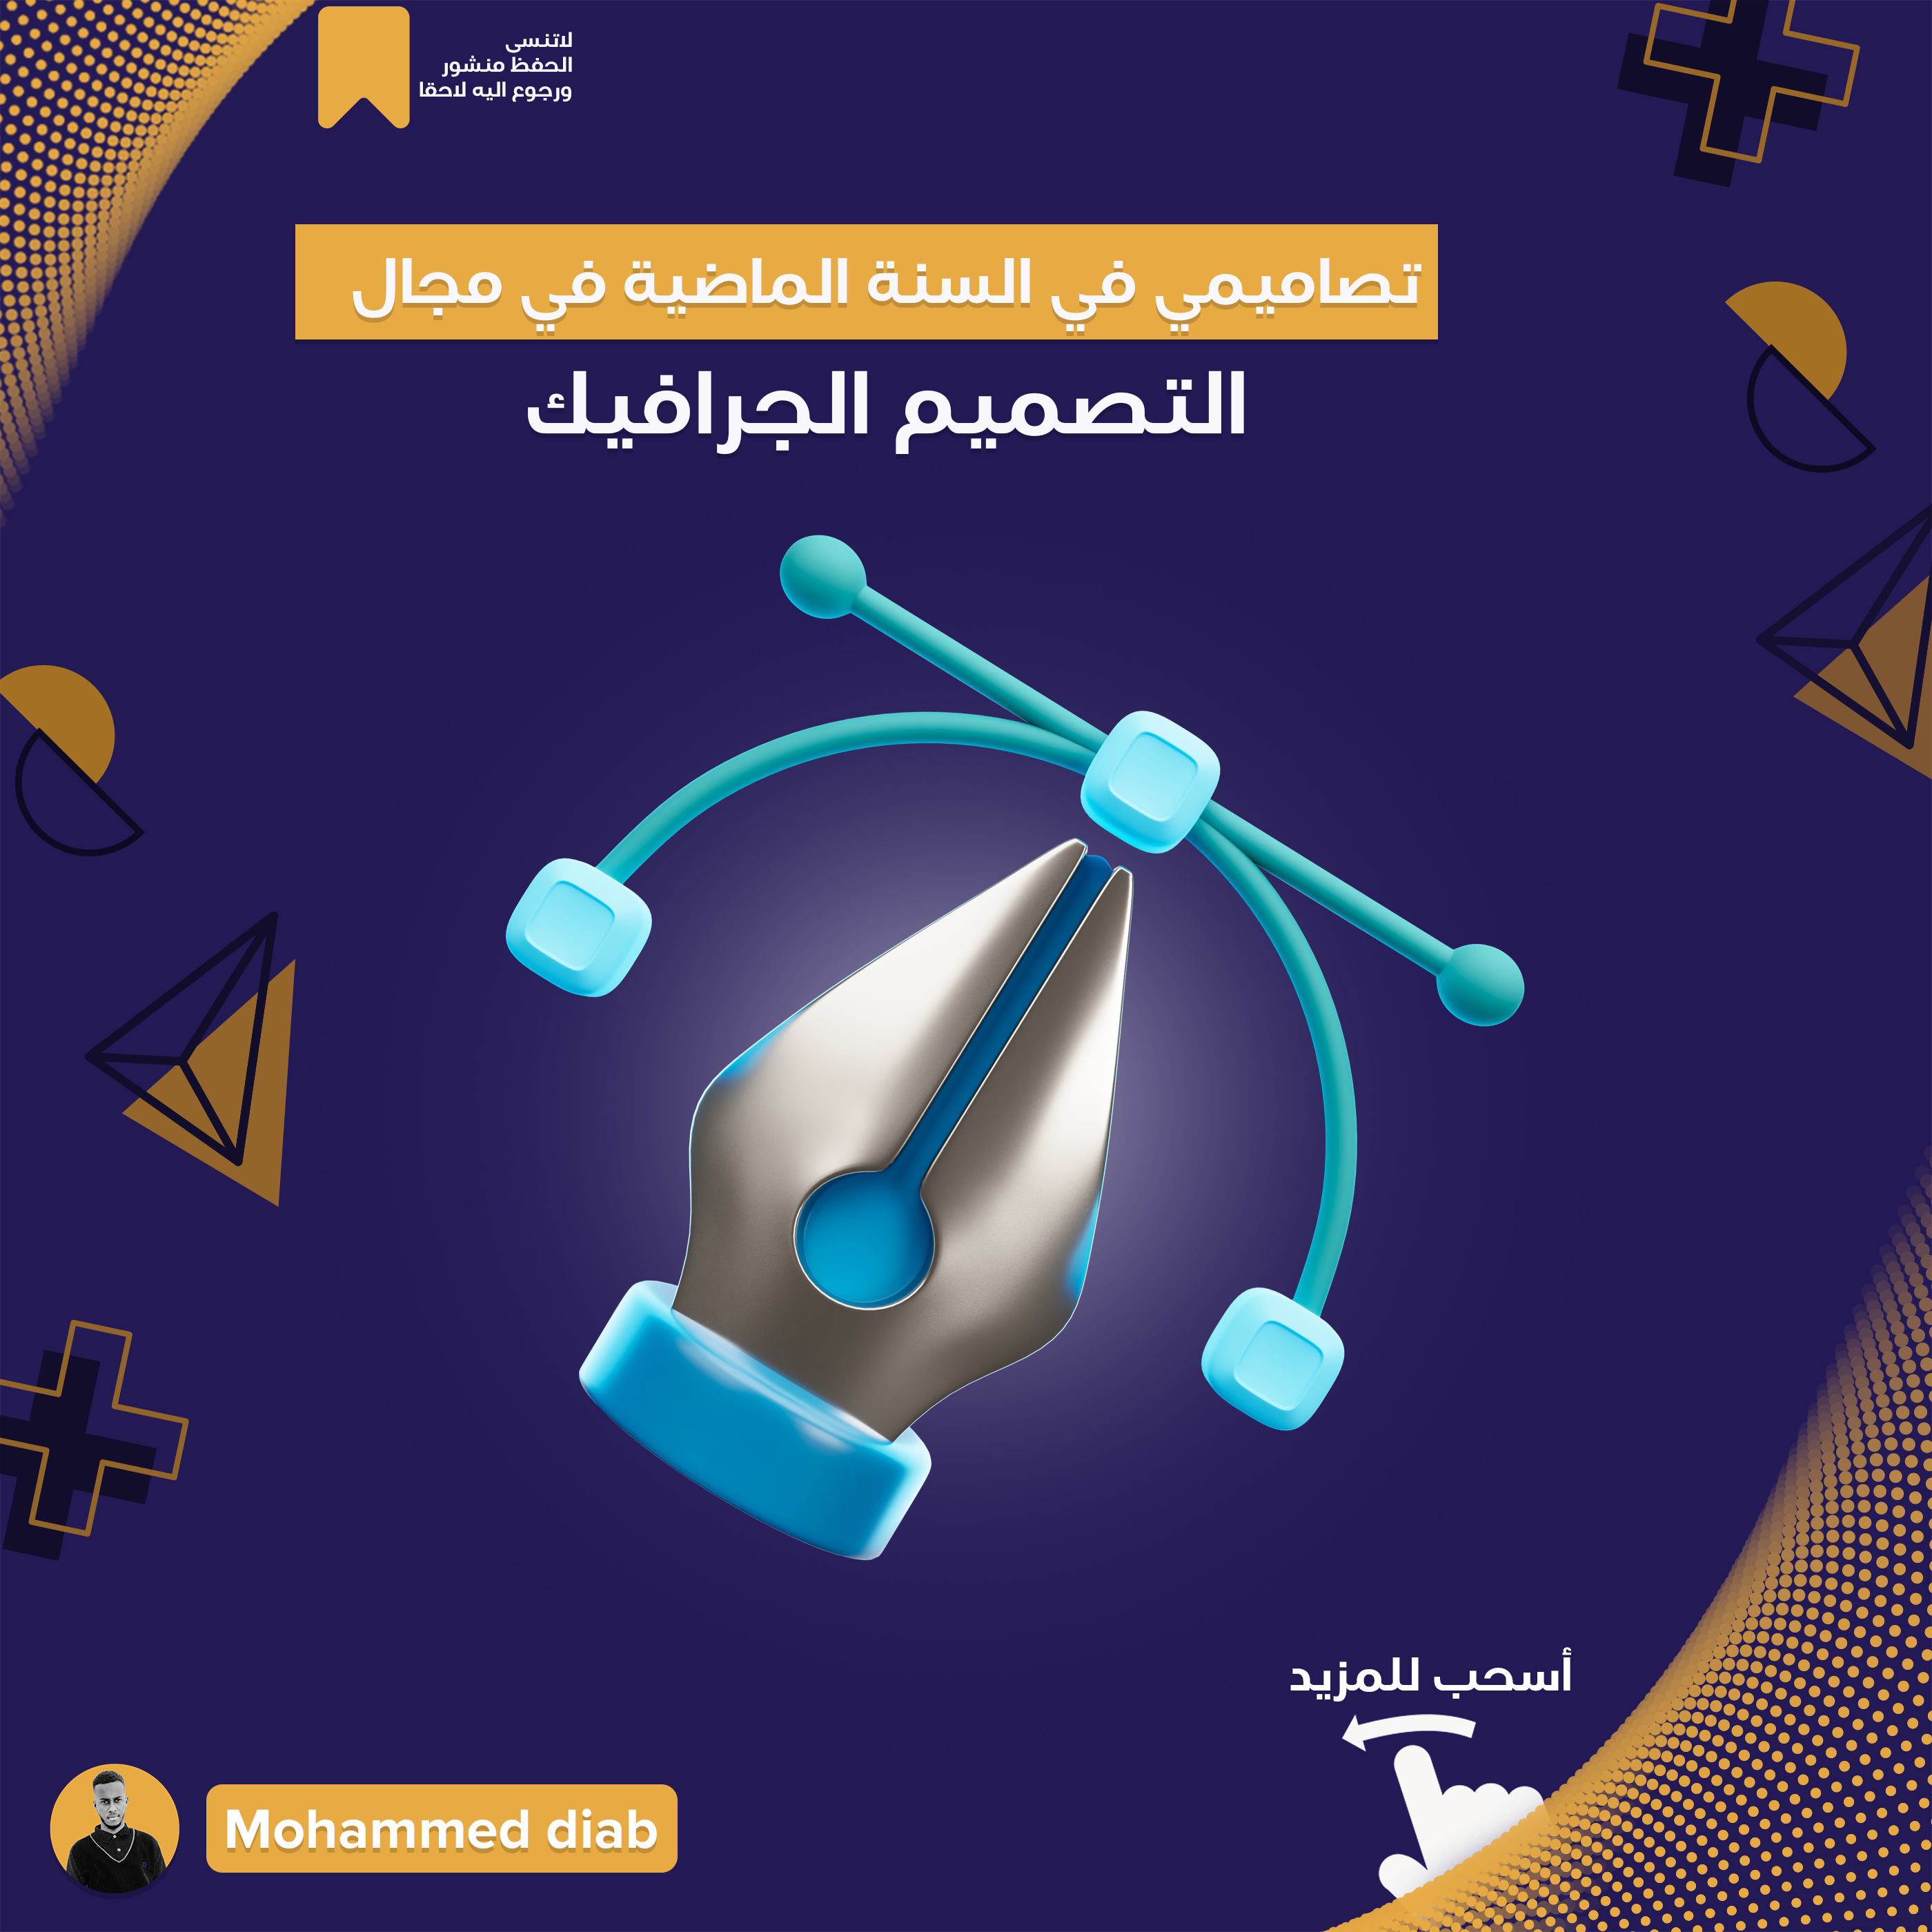 لاتنسى
الحفظ منشور
ورجوع اليه لاحقا
تصاميمي في السنة الماضية في مجال
التصميم الجرافيك
أسحب للمزيد
Mohammed diab